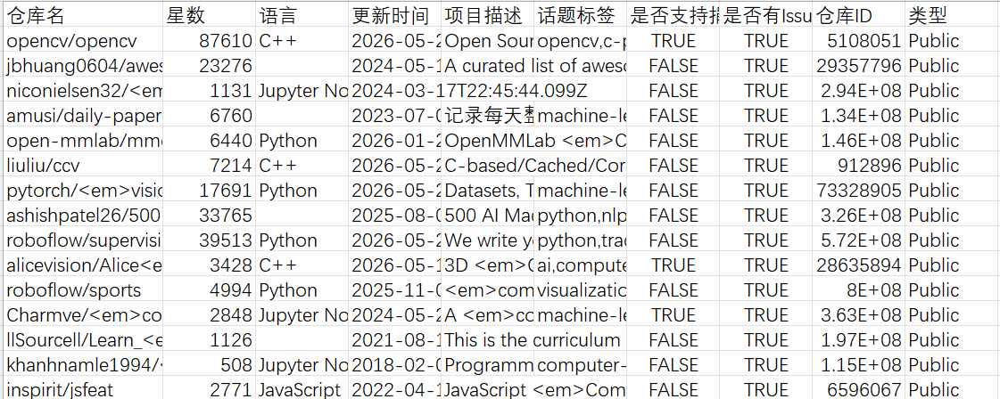 仓库名 星数 语言 更新时间 项目描述 话题标签 是否支持 是否有Issu 仓库ID 类型
opencv/opencv 87610 C++ 2026-05-2 Open Sour opencv,c-p TRUE TRUE 5108051 Public
jbhuang0604/awes 23276 2024-05-1 A curated list of aweso FALSE TRUE 29357796 Public
niconielsen32/<em 1131 Jupyter No 2024-03-17T22:45:44.099Z FALSE TRUE 2.94E+08 Public
amusi/daily-paper 6760 2023-07-0 记录每天整 machine-le FALSE TRUE 1.34E+08 Public
open-mmlab/mm 6440 Python 2026-01-2 OpenMMLab <em>C FALSE TRUE 1.46E+08 Public
liuliu/ccv 7214 C++ 2026-05-2 C-based/Cached/Cor FALSE TRUE 912896 Public
pytorch/<em>visio 17691 Python 2026-05-2 Datasets, T machine-le FALSE TRUE 73328905 Public
ashishpatel26/500 33765 2025-08-0 500 AI Mac python,nlp FALSE TRUE 3.26E+08 Public
roboflow/supervisi 39513 Python 2026-05-2 We write yo python,trac FALSE TRUE 5.72E+08 Public
alicevision/Alice<e 3428 C++ 2026-05-1 3D <em>C ai,compute TRUE TRUE 28635894 Public
roboflow/sports 4994 Python 2025-11-0 <em>com visualizatio FALSE TRUE 8E+08 Public
Charmve/<em>co 2848 Jupyter No 2024-05-2 A <em>co machine-le TRUE TRUE 3.63E+08 Public
llSourcell/Learn_<e 1126 2021-08-1 This is the curriculum FALSE TRUE 1.97E+08 Public
khanhnamle1994/< 508 Jupyter No 2018-02-0 Programm computer- FALSE TRUE 1.15E+08 Public
inspirit/jsfeat 2771 JavaScript 2022-04-1 JavaScript <em>Com FALSE TRUE 6596067 Public